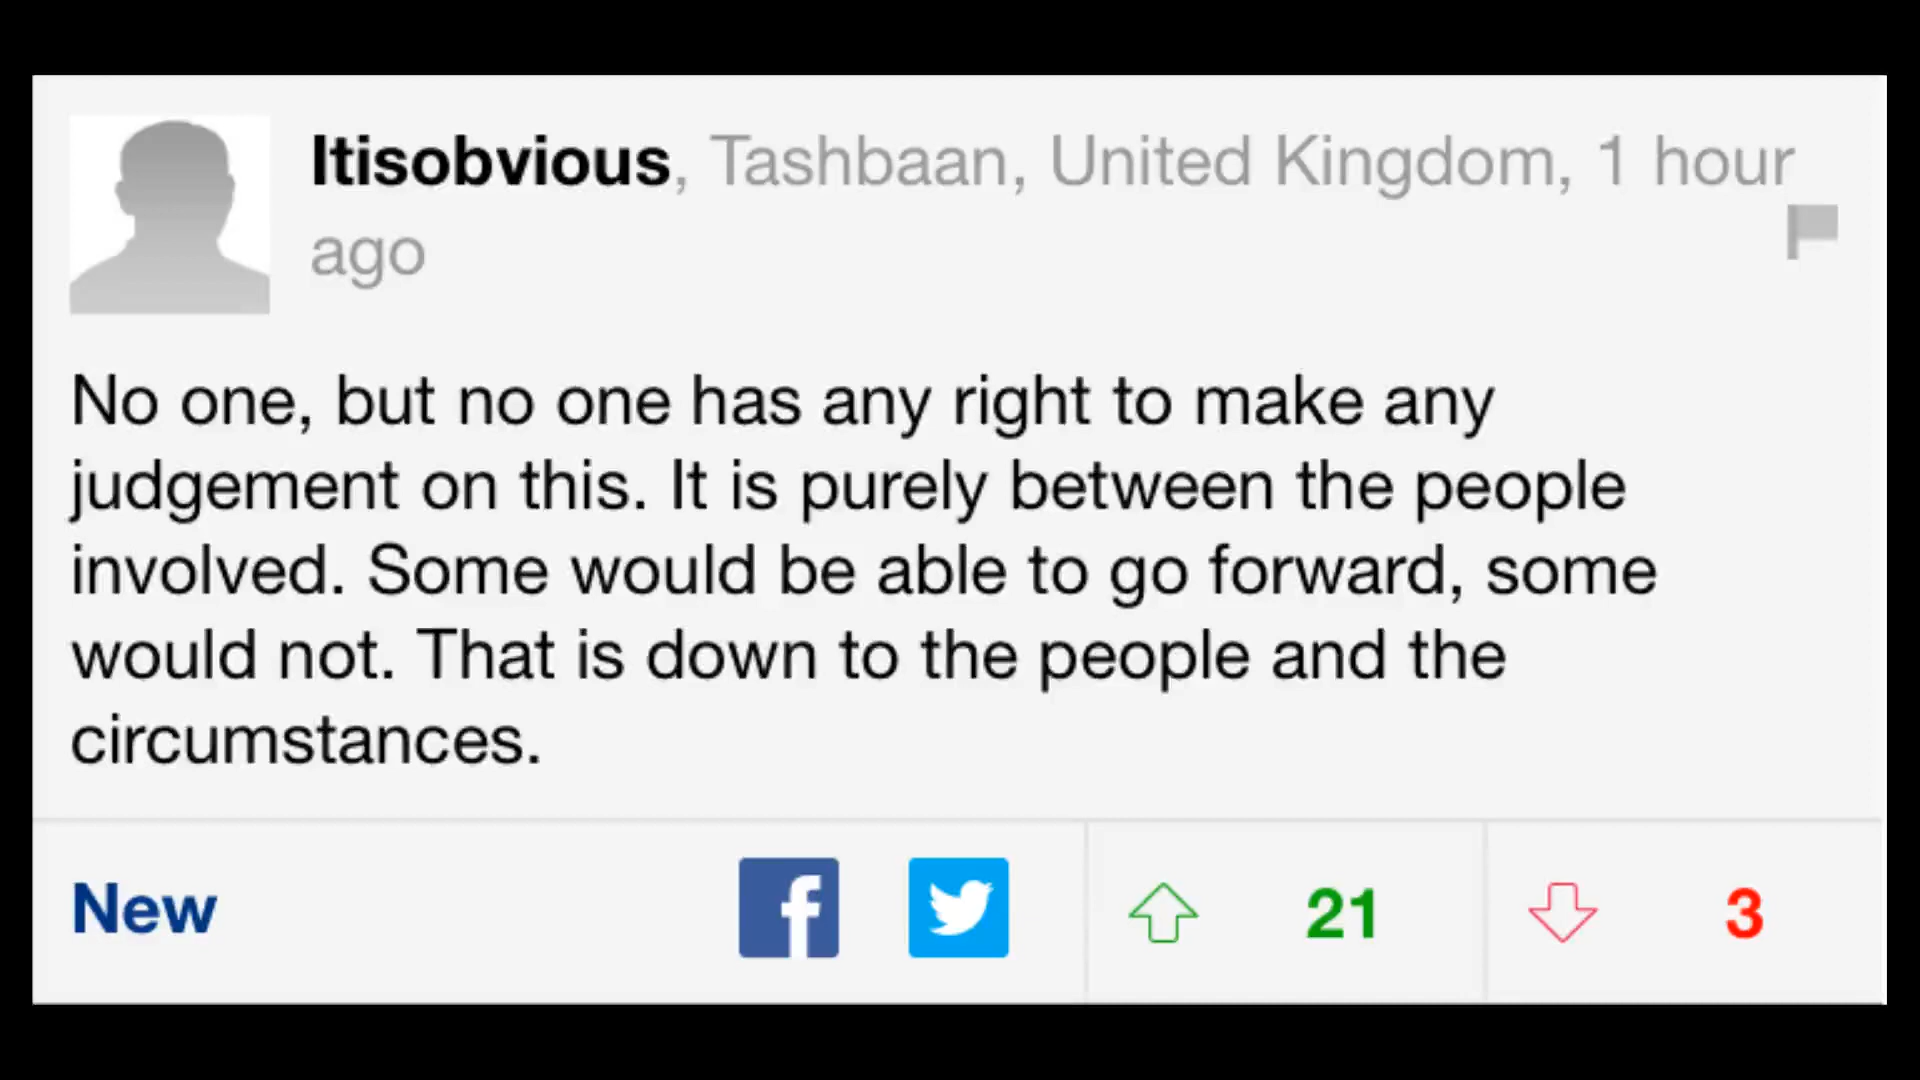 Itisobvious, Tashbaan, United Kingdom, 1 hour
ago
No one, but no one has any right to make any
judgement on this. It is purely between the people
involved. Some would be able to go forward, some
would not. That is down to the people and the
circumstances.
New f 21 3